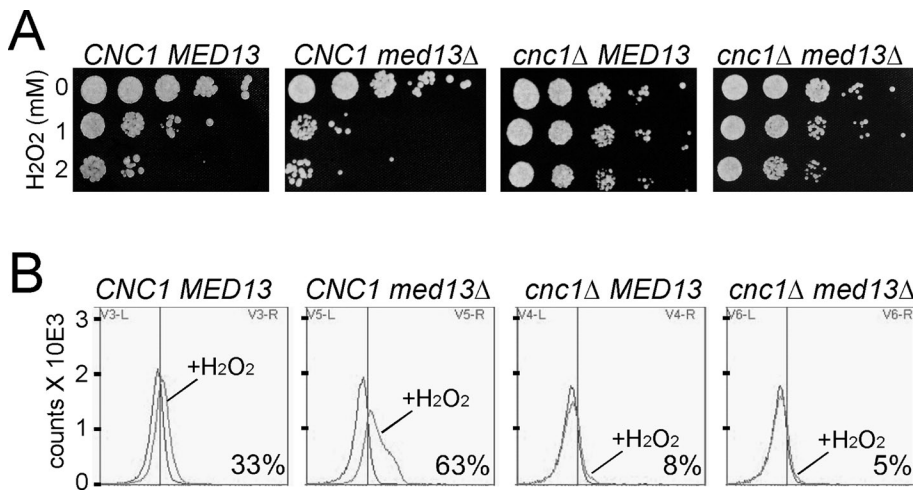 A
CNC1 MED13 CNC1 med13Δ cnc1Δ MED13 cnc1Δ med13Δ
H2O2 (mM)
0
1
2
B
CNC1 MED13 CNC1 med13Δ cnc1Δ MED13 cnc1Δ med13Δ
counts X 10E3
3
2
1
0
V3-L V3-R V5-L V5-R V4-L V4-R V6-L V6-R
+H2O2 +H2O2 +H2O2 +H2O2
33% 63% 8% 5%